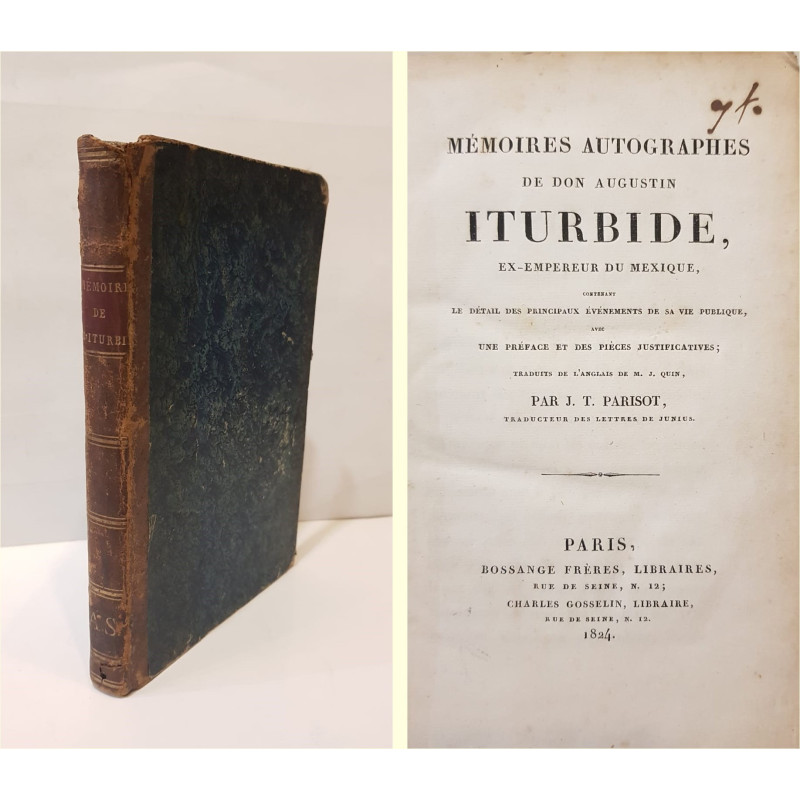 MÉMOIRI
DE
ITURBI
A. S.
MÉMOIRES AUTOGRAPHES
DE DON AUGUSTIN
ITURBIDE,
EX-EMPEREUR DU MEXIQUE,
CONTENANT
LE DÉTAIL DES PRINCIPAUX ÉVÉNEMENTS DE SA VIE PUBLIQUE,
AVEC
UNE PRÉFACE ET DES PIÈCES JUSTIFICATIVES;
TRADUITS DE L'ANGLAIS DE M. J. QUIN,
PAR J. T. PARISOT,
TRADUCTEUR DES LETTRES DE JUNIUS.
PARIS,
BOSSANGE FRÈRES, LIBRAIRES,
RUE DE SEINE, N. 12;
CHARLES GOSSELIN, LIBRAIRE,
RUE DE SEINE, N. 12.
1824.